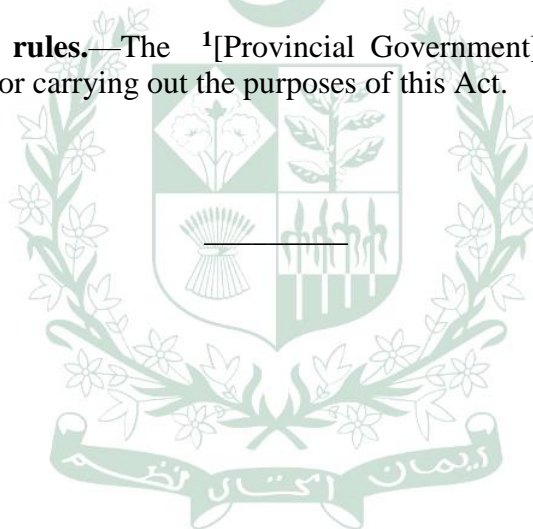 rules.—The ¹[Provincial Government]
or carrying out the purposes of this Act.
ایمان اتحاد نظم